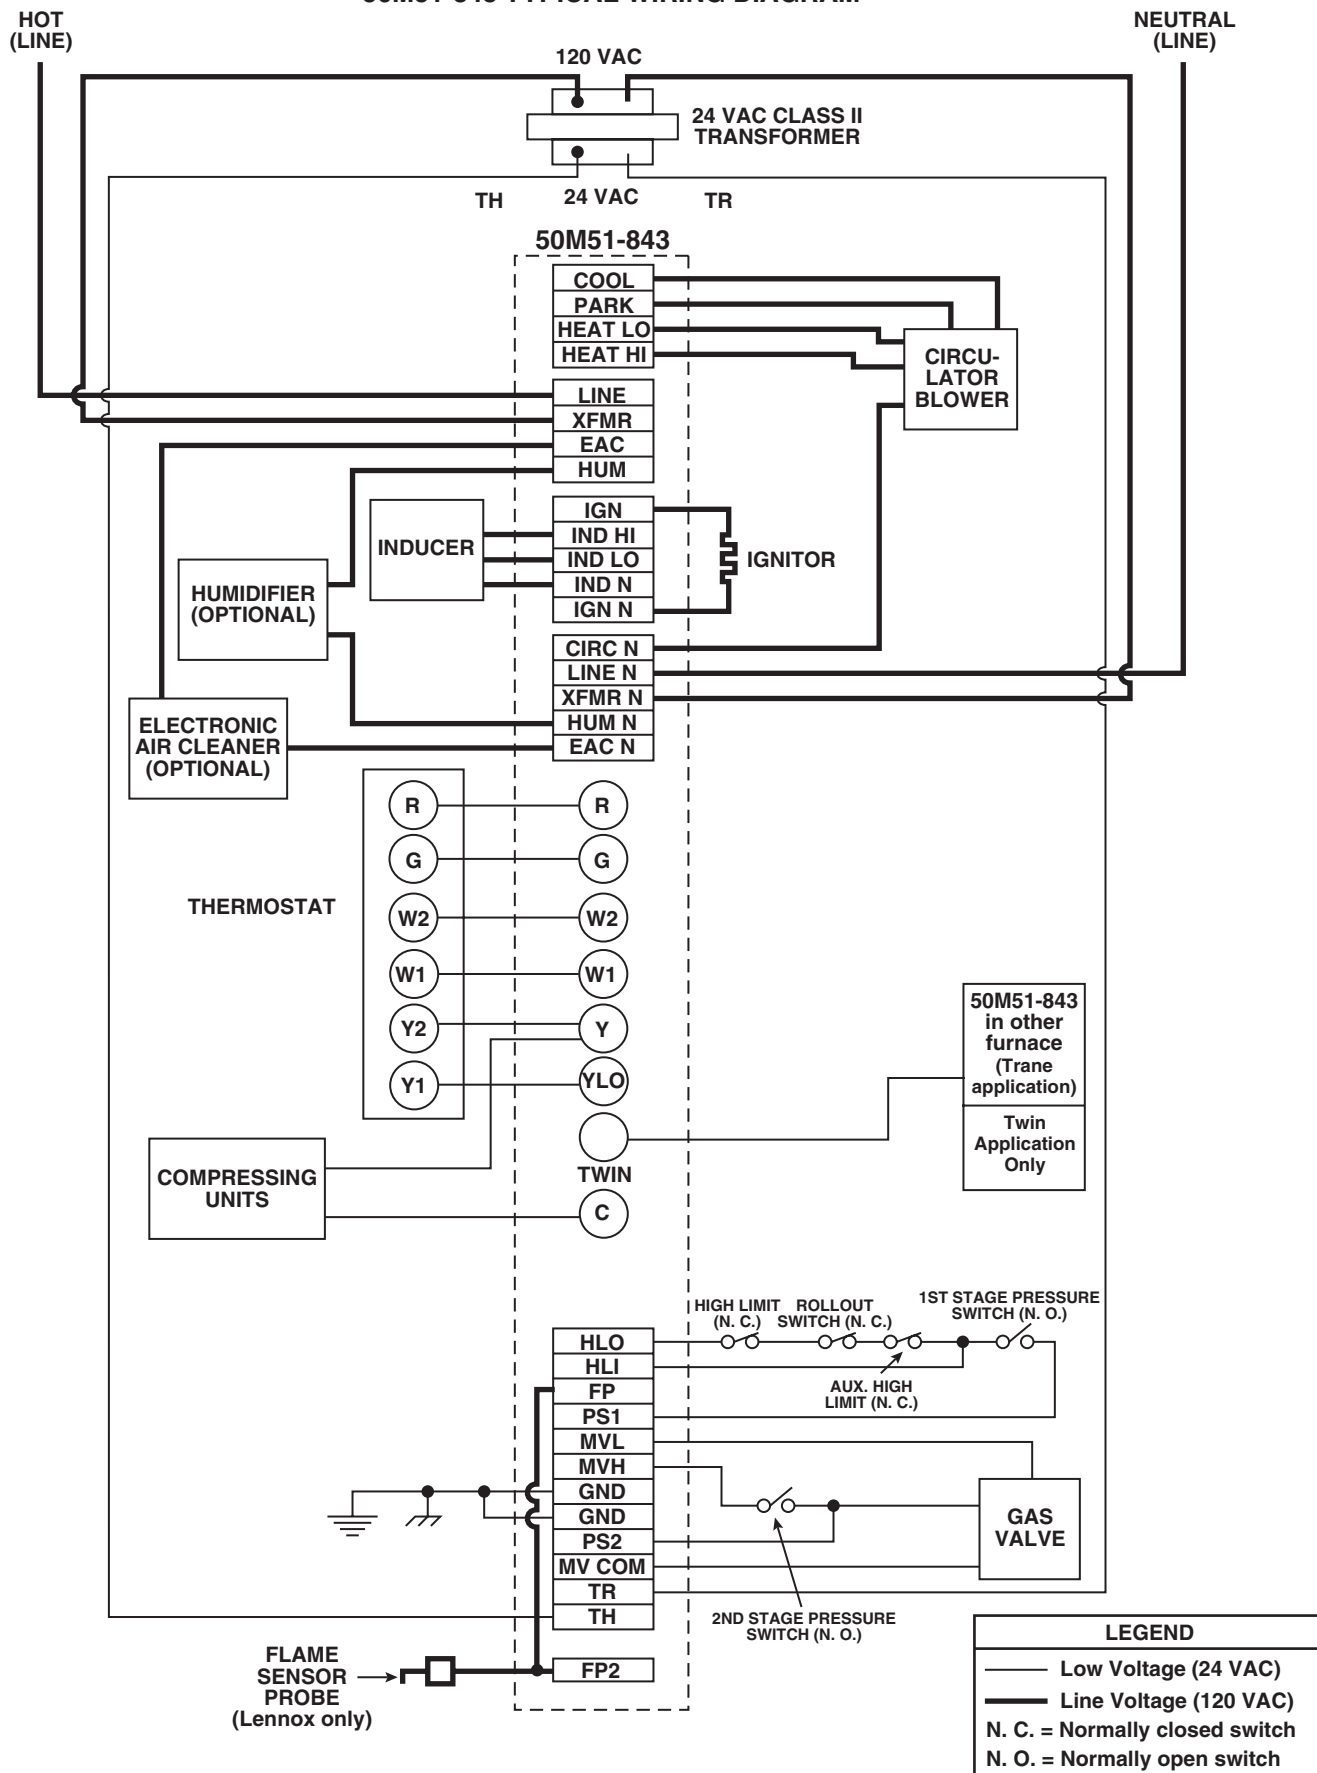 50M51-843 TYPICAL WIRING DIAGRAM
HOT
(LINE)
NEUTRAL
(LINE)
120 VAC
24 VAC CLASS II
TRANSFORMER
TH
24 VAC
TR
50M51-843
COOL
PARK
HEAT LO
HEAT HI
CIRCU-
LATOR
BLOWER
LINE
XFMR
EAC
HUM
IGN
IND HI
IND LO
IND N
IGN N
INDUCER
IGNITOR
HUMIDIFIER
(OPTIONAL)
CIRC N
LINE N
XFMR N
HUM N
EAC N
ELECTRONIC
AIR CLEANER
(OPTIONAL)
THERMOSTAT
R
R
G
G
W2
W2
W1
W1
Y2
Y
Y1
YLO
TWIN
C
50M51-843
in other
furnace
(Trane
application)
Twin
Application
Only
COMPRESSING
UNITS
HIGH LIMIT
(N. C.)
ROLLOUT
SWITCH (N. C.)
1ST STAGE PRESSURE
SWITCH (N. O.)
AUX. HIGH
LIMIT (N. C.)
HLO
HLI
FP
PS1
MVL
MVH
GND
GND
PS2
MV COM
TR
TH
GAS
VALVE
2ND STAGE PRESSURE
SWITCH (N. O.)
FLAME
SENSOR
PROBE
(Lennox only)
FP2
LEGEND
Low Voltage (24 VAC)
Line Voltage (120 VAC)
N. C. = Normally closed switch
N. O. = Normally open switch